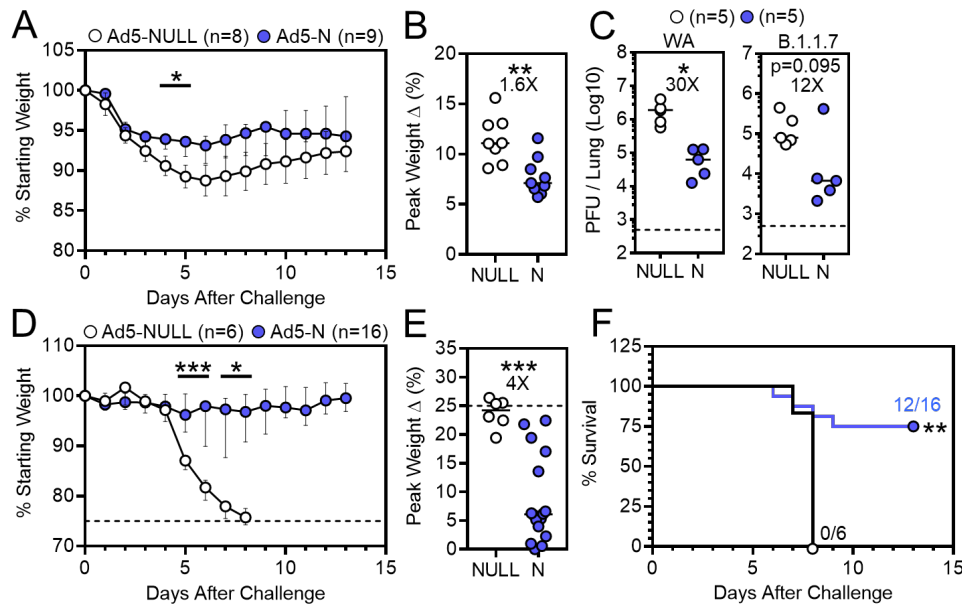 A
Ad5-NULL (n=8) Ad5-N (n=9)
% Starting Weight
105
100
95
90
85
80
*
0 5 10 15
Days After Challenge
B
Peak Weight Δ (%)
20
15
10
5
0
**
1.6X
NULL N
C
(n=5) (n=5)
WA
PFU / Lung (Log10)
7
6
5
4
3
2
*
30X
NULL N
B.1.1.7
7
6
5
4
3
2
p=0.095
12X
NULL N
D
Ad5-NULL (n=6) Ad5-N (n=16)
% Starting Weight
110
100
90
80
70
*** *
0 5 10 15
Days After Challenge
E
Peak Weight Δ (%)
35
30
25
20
15
10
5
0
***
4X
NULL N
F
% Survival
125
100
75
50
25
0
12/16
**
0/6
0 5 10 15
Days After Challenge